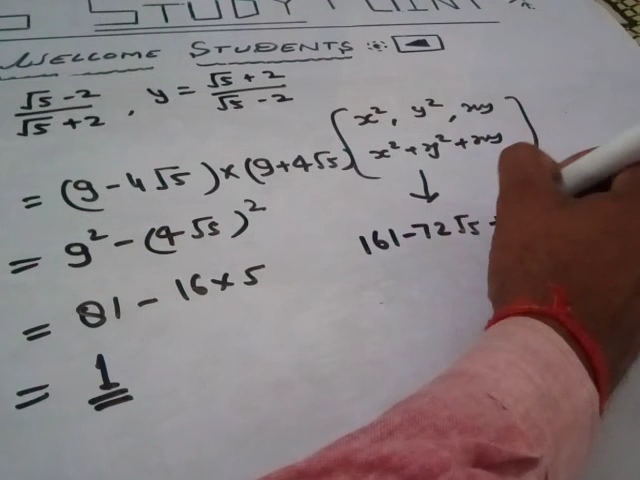 STUDY POINT
WELCOME STUDENTS
√5 - 2 / √5 + 2 , y = √5 + 2 / √5 - 2
x², y², xy
x² + y² + xy
= (9 - 4√5) × (9 + 4√5)
= 9² - (4√5)²
161 - 72√5 +
= 81 - 16 × 5
= 1